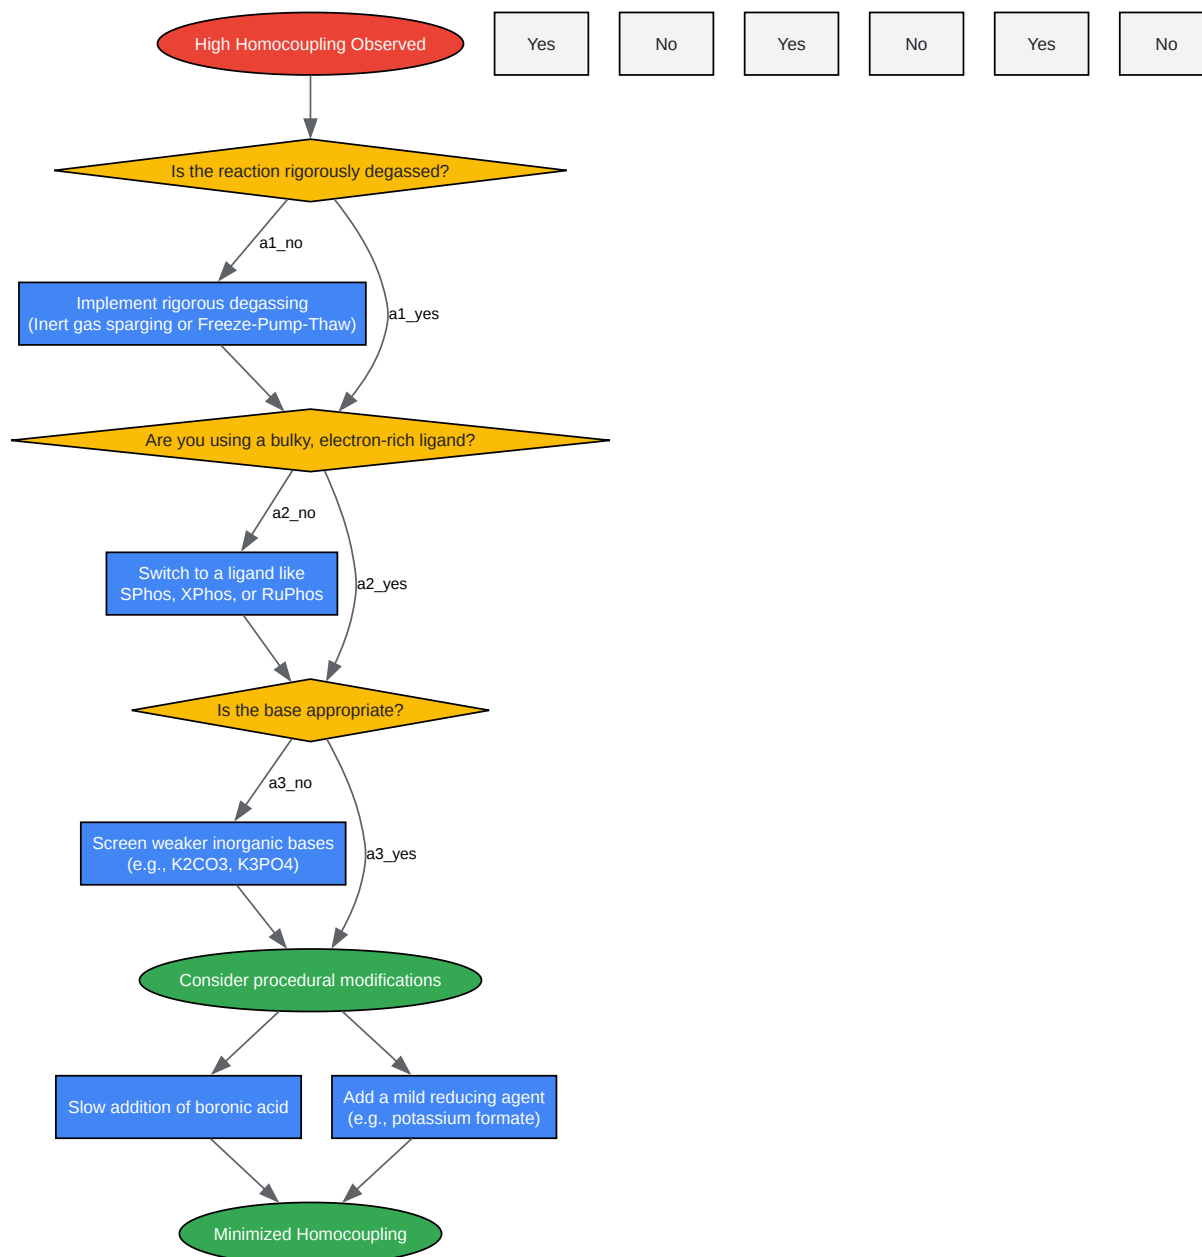 High Homocoupling Observed
Yes
No
Yes
No
Yes
No
Is the reaction rigorously degassed?
a1_no
Implement rigorous degassing
(Inert gas sparging or Freeze-Pump-Thaw)
a1_yes
Are you using a bulky, electron-rich ligand?
a2_no
Switch to a ligand like
SPhos, XPhos, or RuPhos
a2_yes
Is the base appropriate?
a3_no
Screen weaker inorganic bases
(e.g., K2CO3, K3PO4)
a3_yes
Consider procedural modifications
Slow addition of boronic acid
Add a mild reducing agent
(e.g., potassium formate)
Minimized Homocoupling